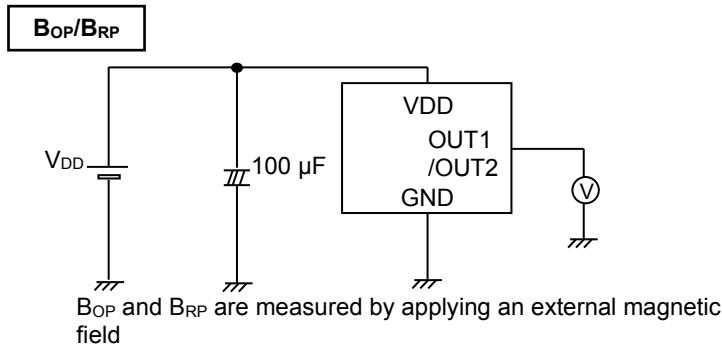 BOP/BRP
VDD
100 µF
VDD
OUT1
/OUT2
GND
V
BOP and BRP are measured by applying an external magnetic
field